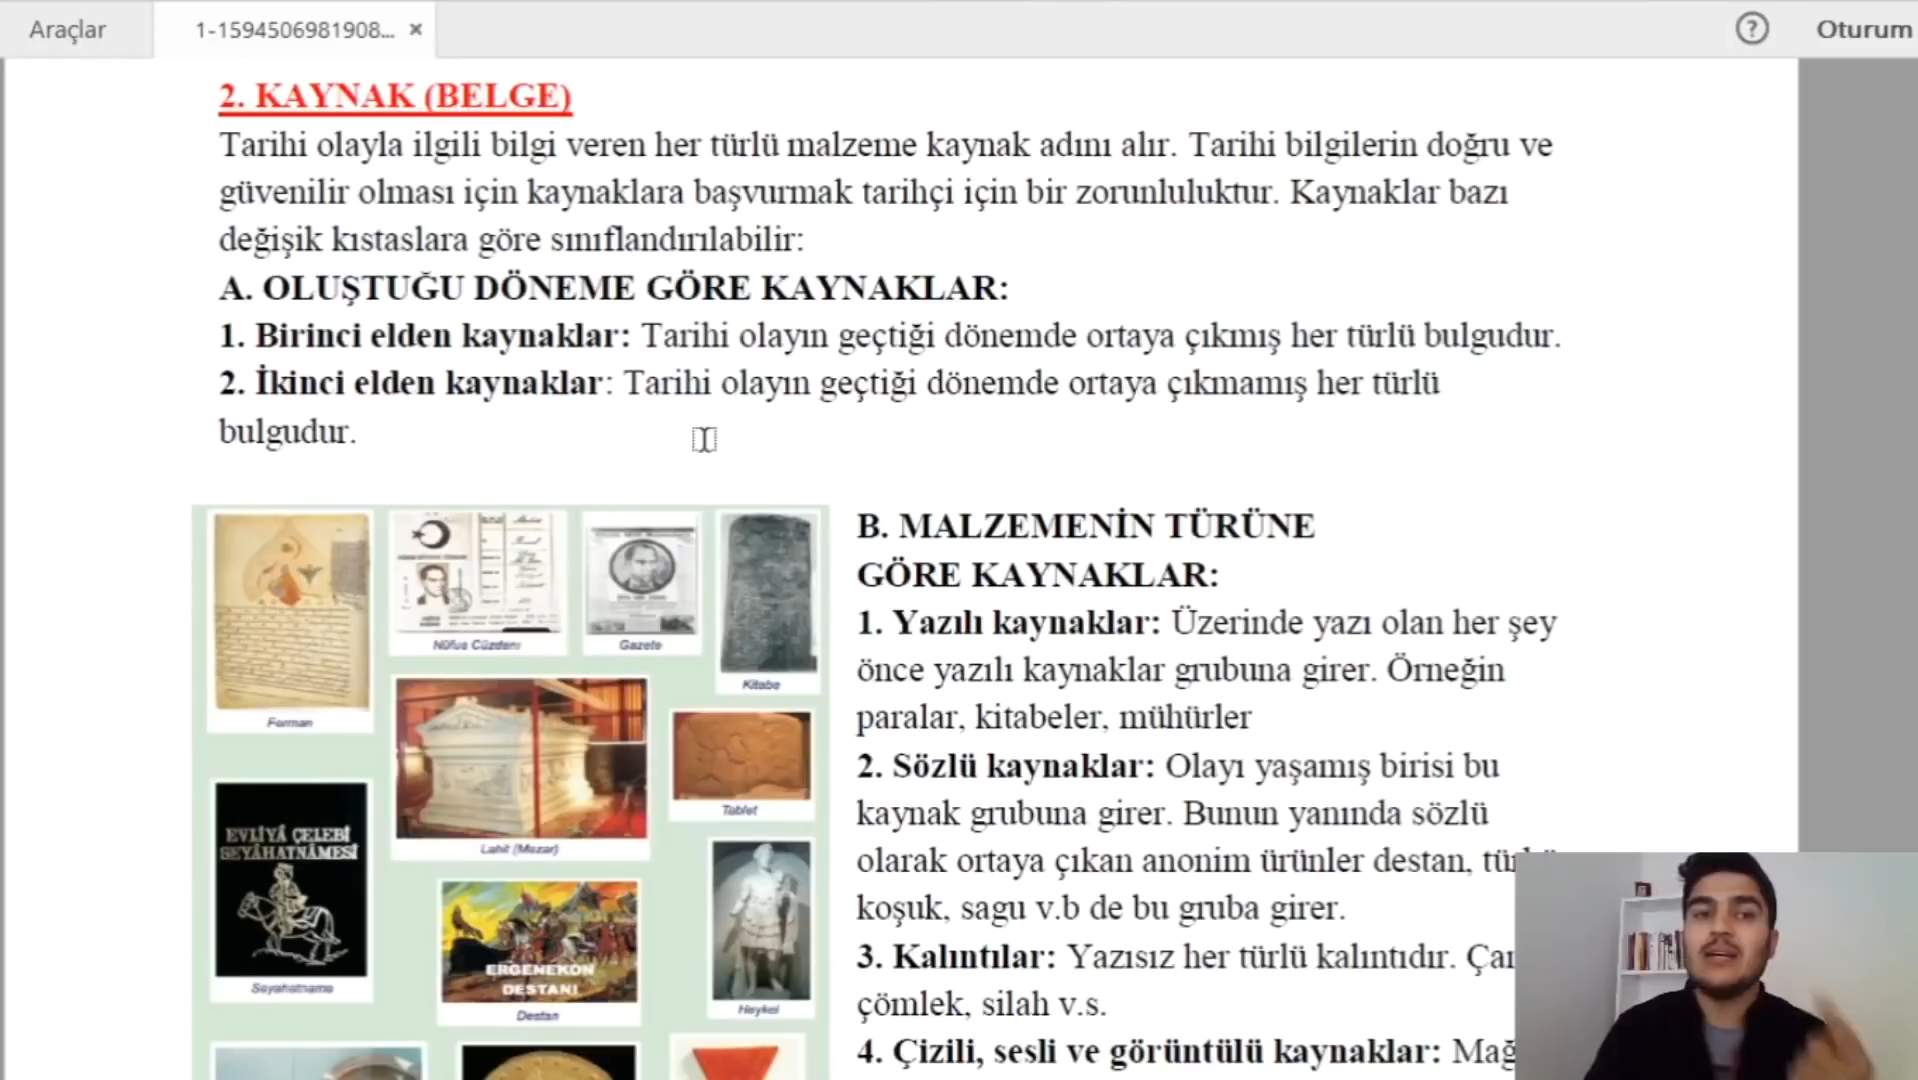 Araçlar
1-1594506981908... ×
? Oturum
2. KAYNAK (BELGE)
Tarihi olayla ilgili bilgi veren her türlü malzeme kaynak adını alır. Tarihi bilgilerin doğru ve
güvenilir olması için kaynaklara başvurmak tarihçi için bir zorunluluktur. Kaynaklar bazı
değişik kıstaslara göre sınıflandırılabilir:
A. OLUŞTUĞU DÖNEME GÖRE KAYNAKLAR:
1. Birinci elden kaynaklar: Tarihi olayın geçtiği dönemde ortaya çıkmış her türlü bulgudur.
2. İkinci elden kaynaklar: Tarihi olayın geçtiği dönemde ortaya çıkmamış her türlü
bulgudur.
Ferman
Nüfus Cüzdanı
Gazete
Kitabe
Lahit (Mezar)
Tablet
EVLİYÂ ÇELEBİ
SEYÂHATNÂMESİ
Seyahatname
ERGENEKON
DESTANI
Destan
Heykel
B. MALZEMENİN TÜRÜNE
GÖRE KAYNAKLAR:
1. Yazılı kaynaklar: Üzerinde yazı olan her şey
önce yazılı kaynaklar grubuna girer. Örneğin
paralar, kitabeler, mühürler
2. Sözlü kaynaklar: Olayı yaşamış birisi bu
kaynak grubuna girer. Bunun yanında sözlü
olarak ortaya çıkan anonim ürünler destan,
koşuk, sagu v.b de bu gruba girer.
3. Kalıntılar: Yazısız her türlü kalıntıdır.
çömlek, silah v.s.
4. Çizili, sesli ve görüntülü kaynaklar: